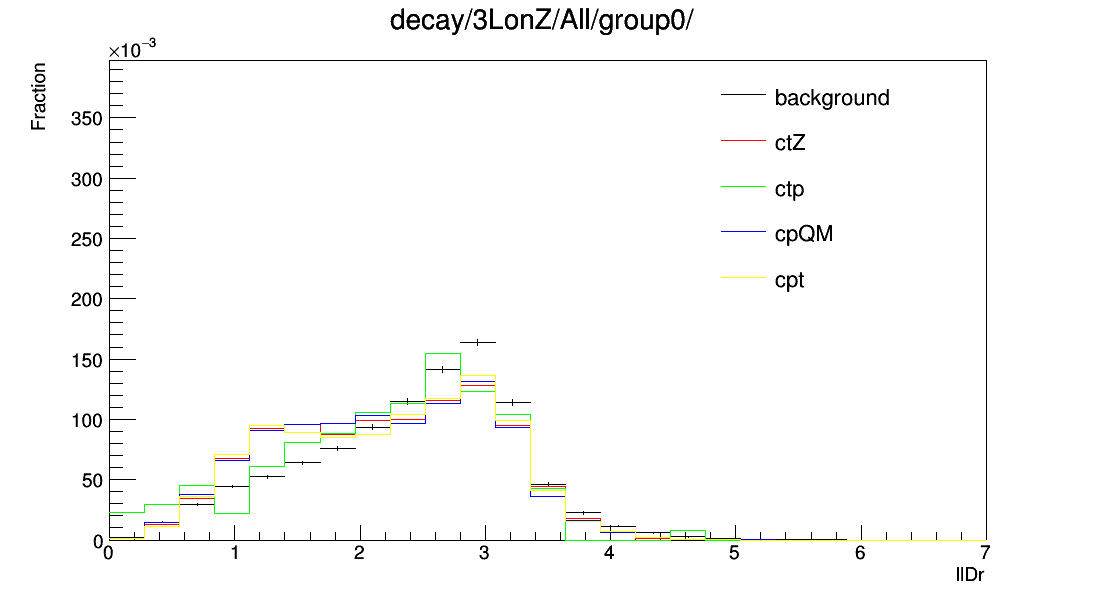 decay/3LonZ/All/group0/
×10⁻³
Fraction
350
300
250
200
150
100
50
0
background
ctZ
ctp
cpQM
cpt
0 1 2 3 4 5 6 7
llDr